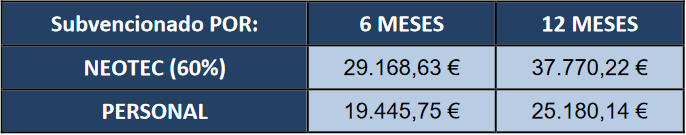 Subvencionado POR: 6 MESES 12 MESES
NEOTEC (60%) 29.168,63 € 37.770,22 €
PERSONAL 19.445,75 € 25.180,14 €